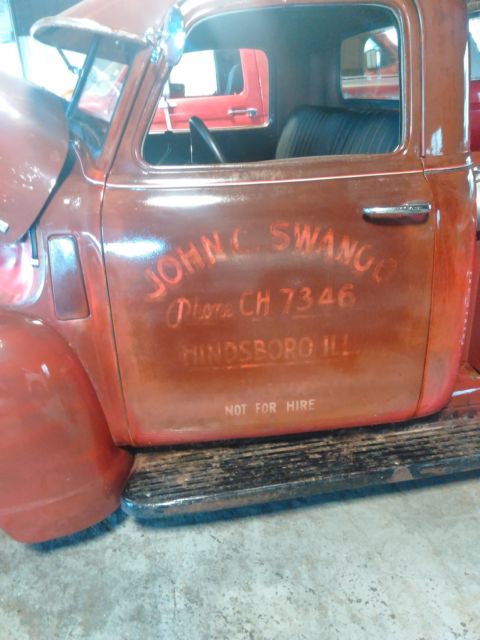 JOHN C. SWANGO
Phone CH 7346
HINDSBORO ILL
NOT FOR HIRE